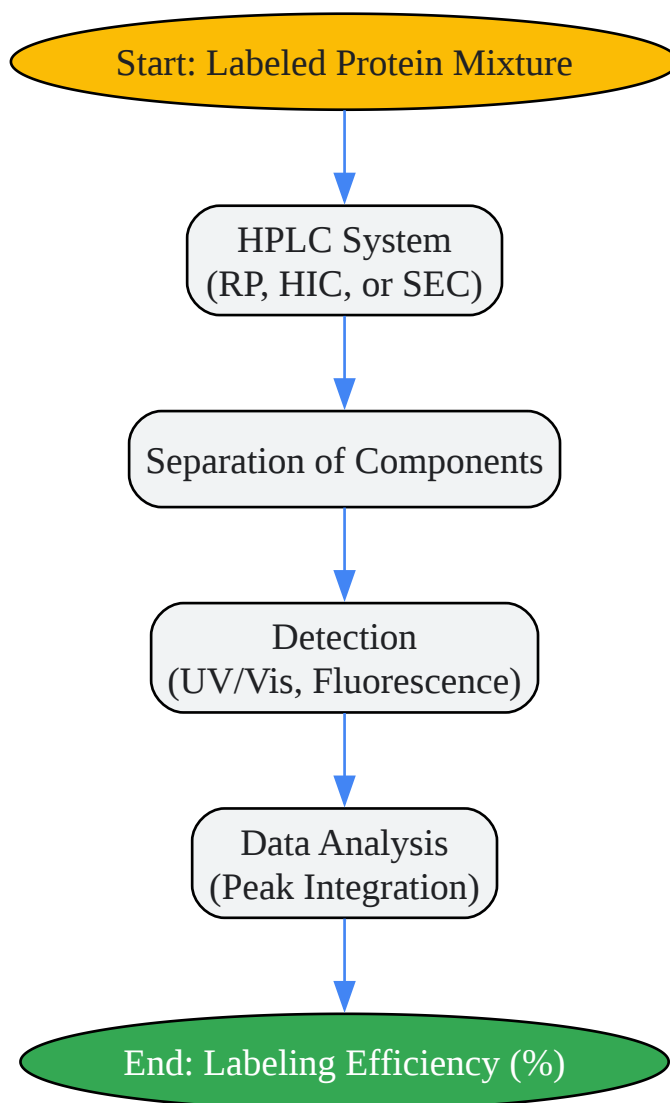 Start: Labeled Protein Mixture
HPLC System
(RP, HIC, or SEC)
Separation of Components
Detection
(UV/Vis, Fluorescence)
Data Analysis
(Peak Integration)
End: Labeling Efficiency (%)